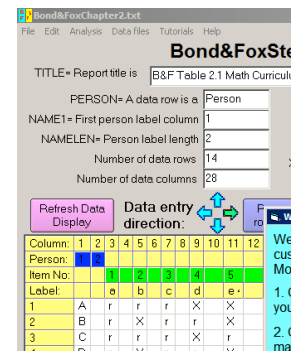 Bond&FoxChapter2.txt
File Edit Analysis Data files Tutorials Help
Bond&FoxSte
TITLE= Report title is B&F Table 2.1 Math Curricul
PERSON= A data row is a Person
NAME1= First person label column 1
NAMELEN= Person label length 2
Number of data rows 14
Number of data columns 28
Refresh Data Display
Data entry direction:
P
ro
W
We
cus
Mo
1. C
you
2. C
ma
Column: 1 2 3 4 5 6 7 8 9 10 11 12
Person: 1 2
Item No: 1 2 3 4 5
Label: a b c d e·
1 A r r r X X
2 B r X r r X
3 C r r r X r